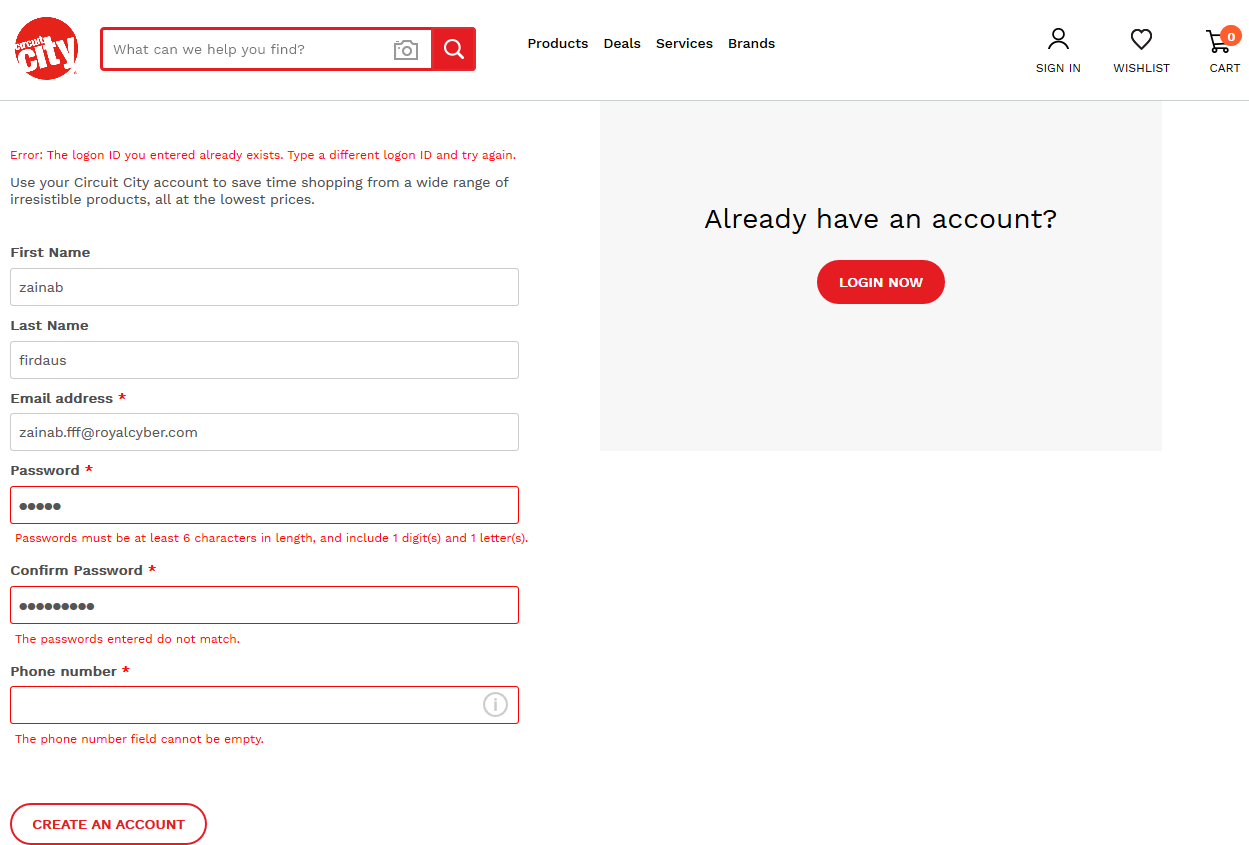 circuit city
What can we help you find?
Products Deals Services Brands
SIGN IN WISHLIST 0 CART
Error: The logon ID you entered already exists. Type a different logon ID and try again.
Use your Circuit City account to save time shopping from a wide range of
irresistible products, all at the lowest prices.
First Name
zainab
Last Name
firdaus
Email address *
zainab.fff@royalcyber.com
Password *
●●●●●
Passwords must be at least 6 characters in length, and include 1 digit(s) and 1 letter(s).
Confirm Password *
●●●●●●●●●
The passwords entered do not match.
Phone number *
The phone number field cannot be empty.
CREATE AN ACCOUNT
Already have an account?
LOGIN NOW